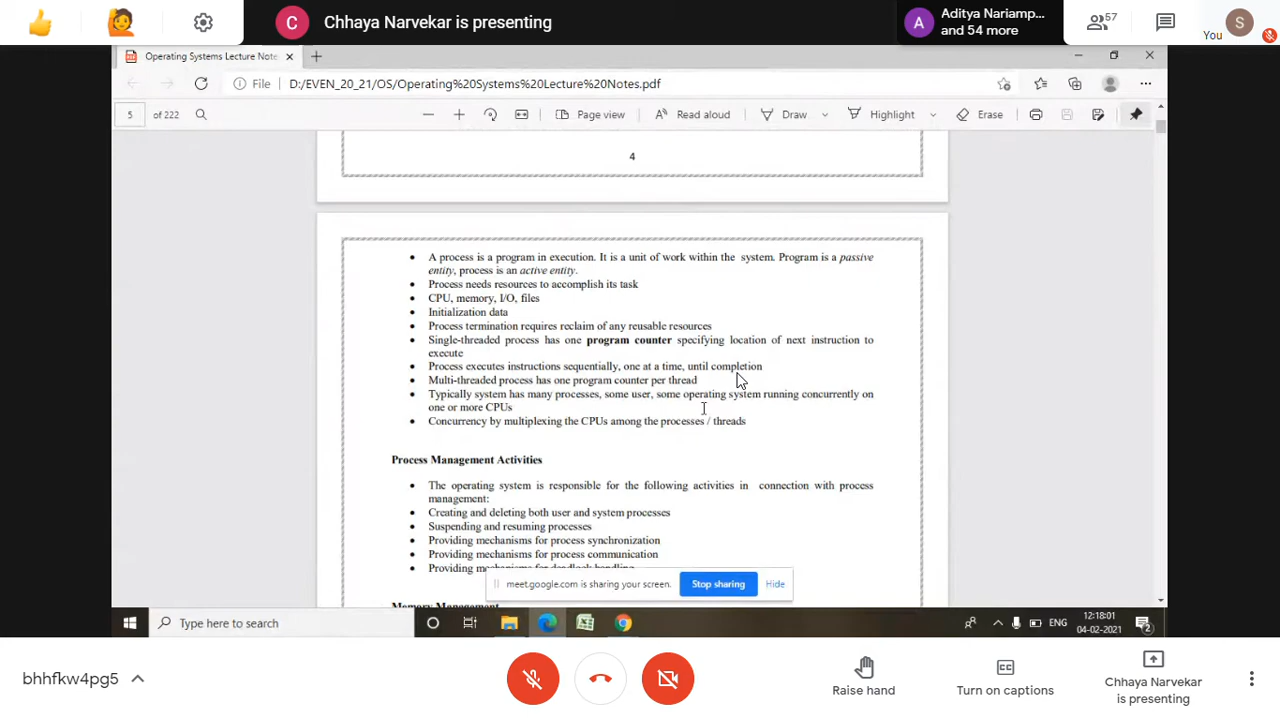 C Chhaya Narvekar is presenting
A Aditya Nariamp...
and 54 more
57
You
S
Operating Systems Lecture Note
File D:/EVEN_20_21/OS/Operating%20Systems%20Lecture%20Notes.pdf
5 of 222
Page view
Read aloud
Draw
Highlight
Erase
4
• A process is a program in execution. It is a unit of work within the system. Program is a passive
entity, process is an active entity.
• Process needs resources to accomplish its task
• CPU, memory, I/O, files
• Initialization data
• Process termination requires reclaim of any reusable resources
• Single-threaded process has one program counter specifying location of next instruction to
execute
• Process executes instructions sequentially, one at a time, until completion
• Multi-threaded process has one program counter per thread
• Typically system has many processes, some user, some operating system running concurrently on
one or more CPUs
• Concurrency by multiplexing the CPUs among the processes / threads
Process Management Activities
• The operating system is responsible for the following activities in connection with process
management:
• Creating and deleting both user and system processes
• Suspending and resuming processes
• Providing mechanisms for process synchronization
• Providing mechanisms for process communication
• Providing mechanisms for deadlock handling
meet.google.com is sharing your screen.
Stop sharing
Hide
Memory Management
Type here to search
ENG
12:18:01
04-02-2021
2
bhhfkw4pg5
Raise hand
Turn on captions
Chhaya Narvekar
is presenting